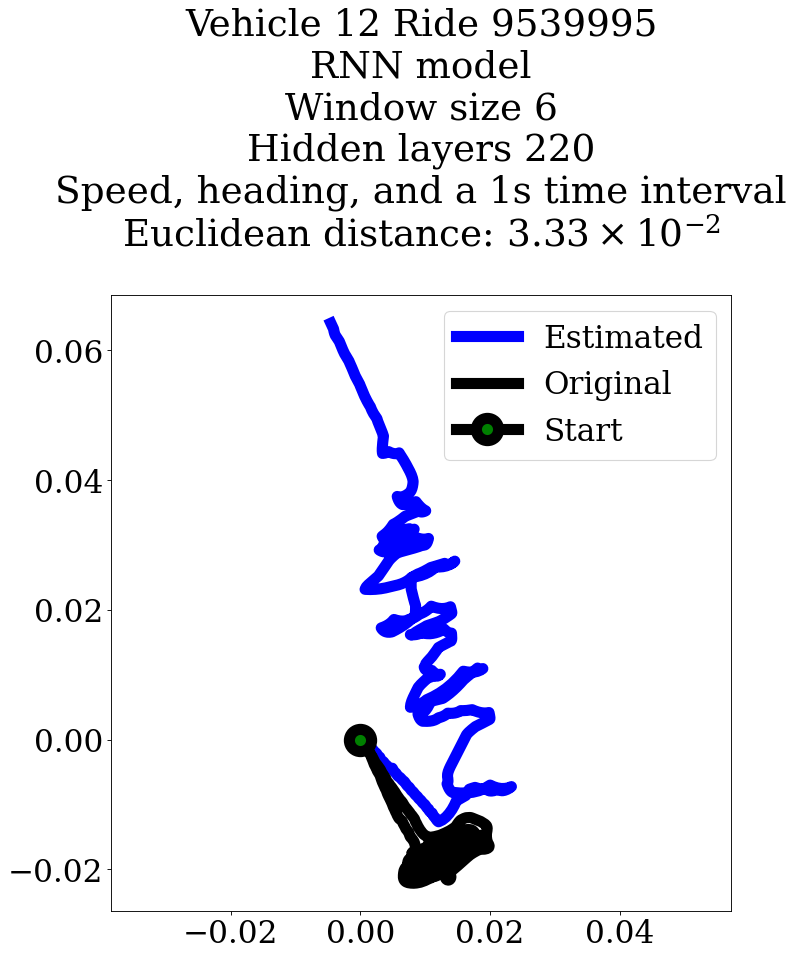 Vehicle 12 Ride 9539995
RNN model
Window size 6
Hidden layers 220
Speed, heading, and a 1s time interval
Euclidean distance: 3.33 × 10⁻²
Estimated
Original
Start
0.06
0.04
0.02
0.00
−0.02
−0.02 0.00 0.02 0.04